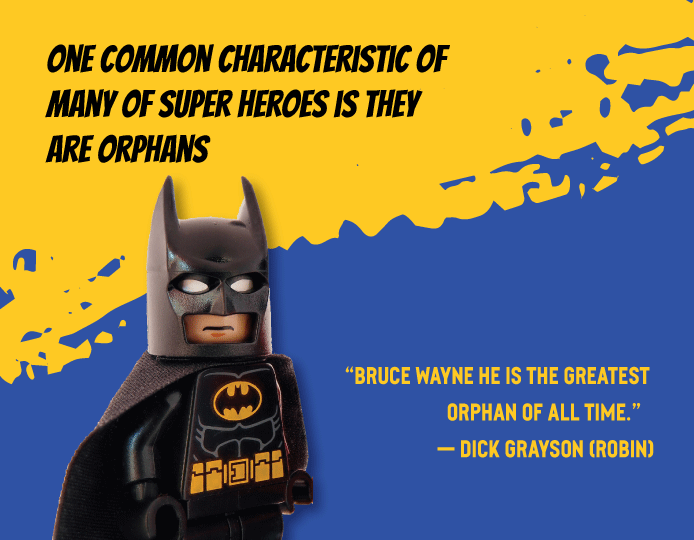 ONE COMMON CHARACTERISTIC OF
MANY OF SUPER HEROES IS THEY
ARE ORPHANS
“BRUCE WAYNE HE IS THE GREATEST
ORPHAN OF ALL TIME.”
— DICK GRAYSON (ROBIN)